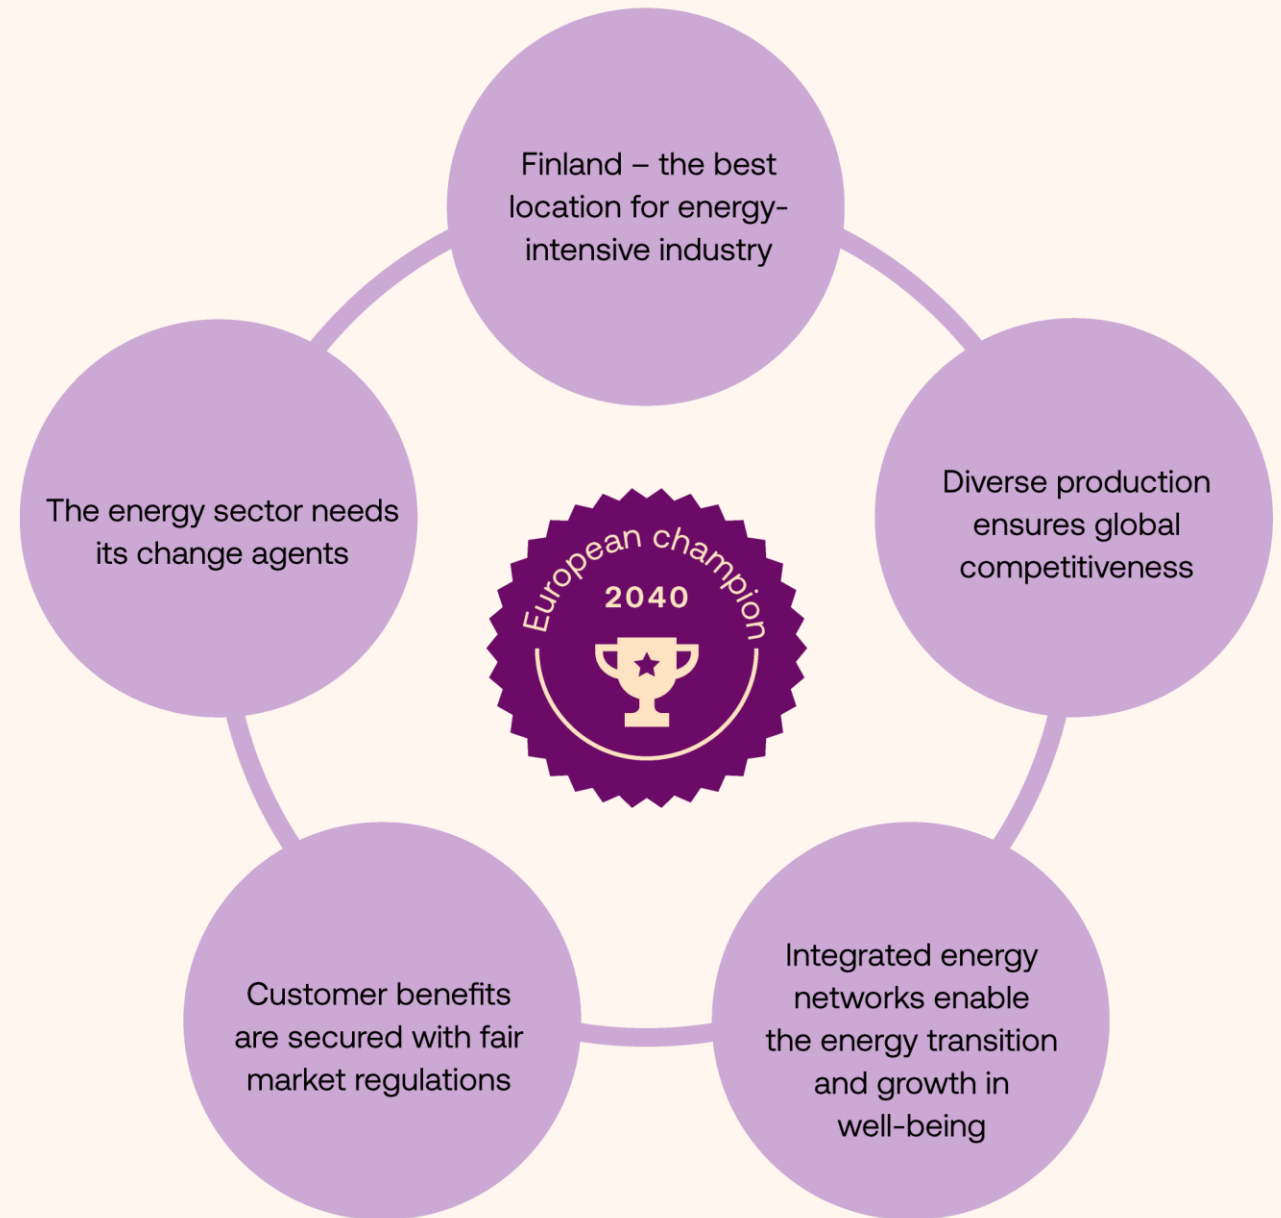 Finland – the best
location for energy-
intensive industry
Diverse production
ensures global
competitiveness
Integrated energy
networks enable
the energy transition
and growth in
well-being
Customer benefits
are secured with fair
market regulations
The energy sector needs
its change agents
European champion
2040